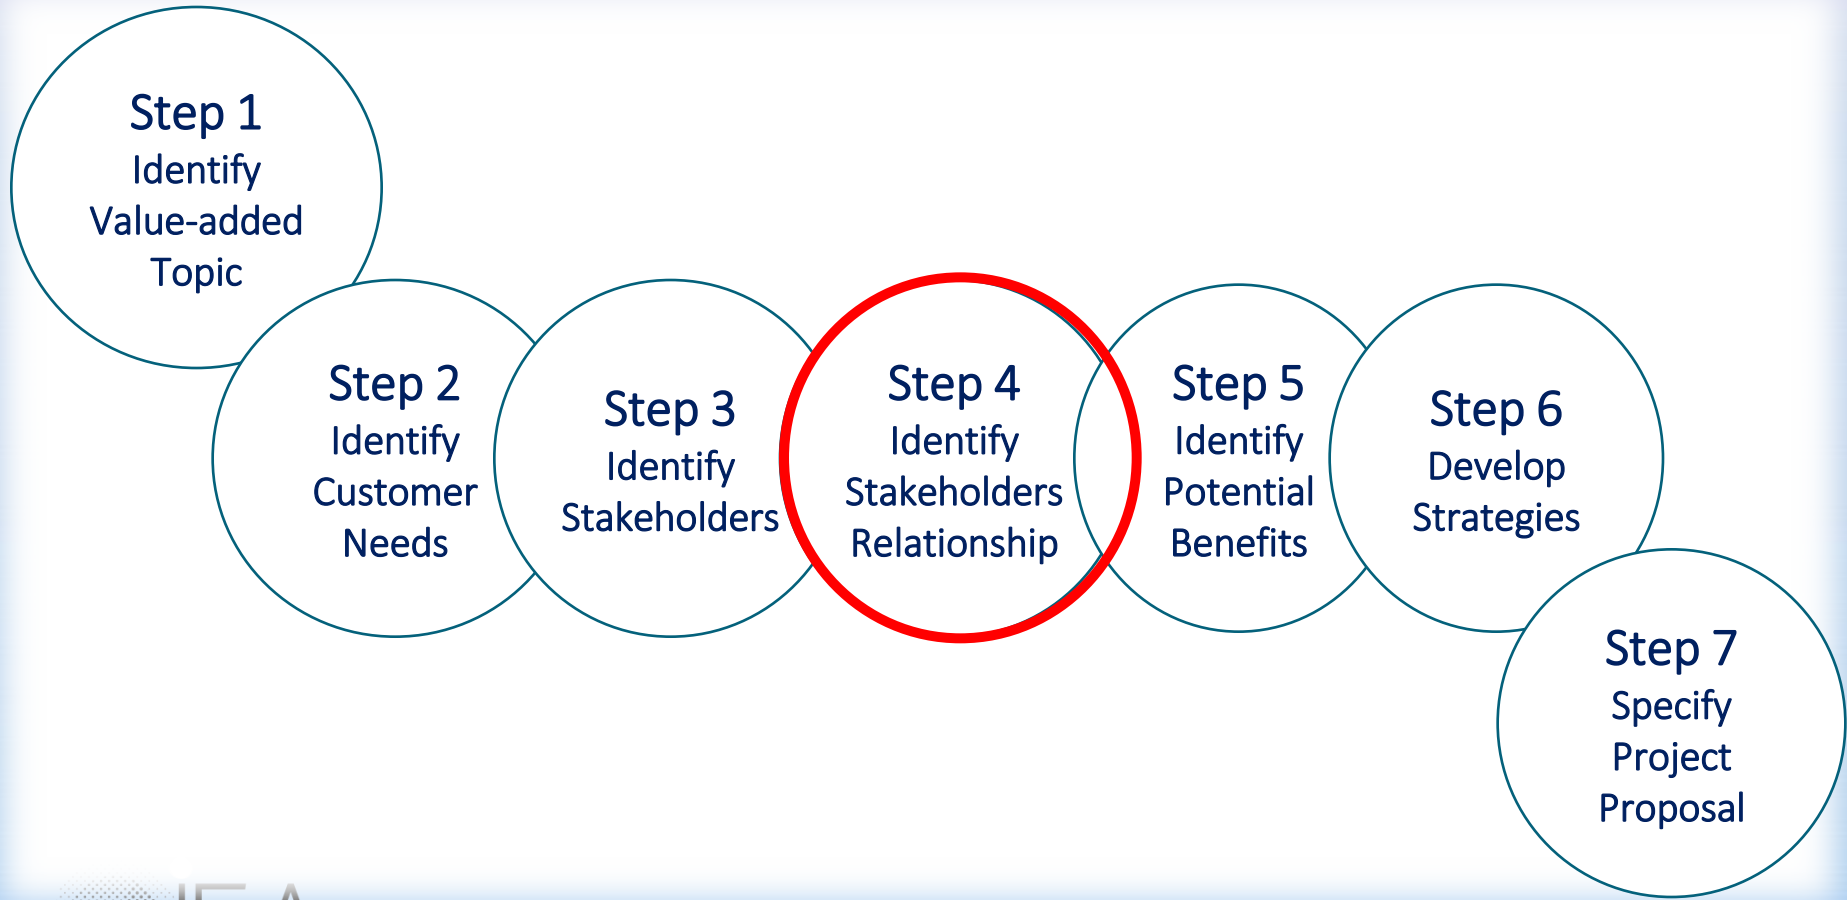 Step 1
Identify
Value-added
Topic
Step 2
Identify
Customer
Needs
Step 3
Identify
Stakeholders
Step 4
Identify
Stakeholders
Relationship
Step 5
Identify
Potential
Benefits
Step 6
Develop
Strategies
Step 7
Specify
Project
Proposal